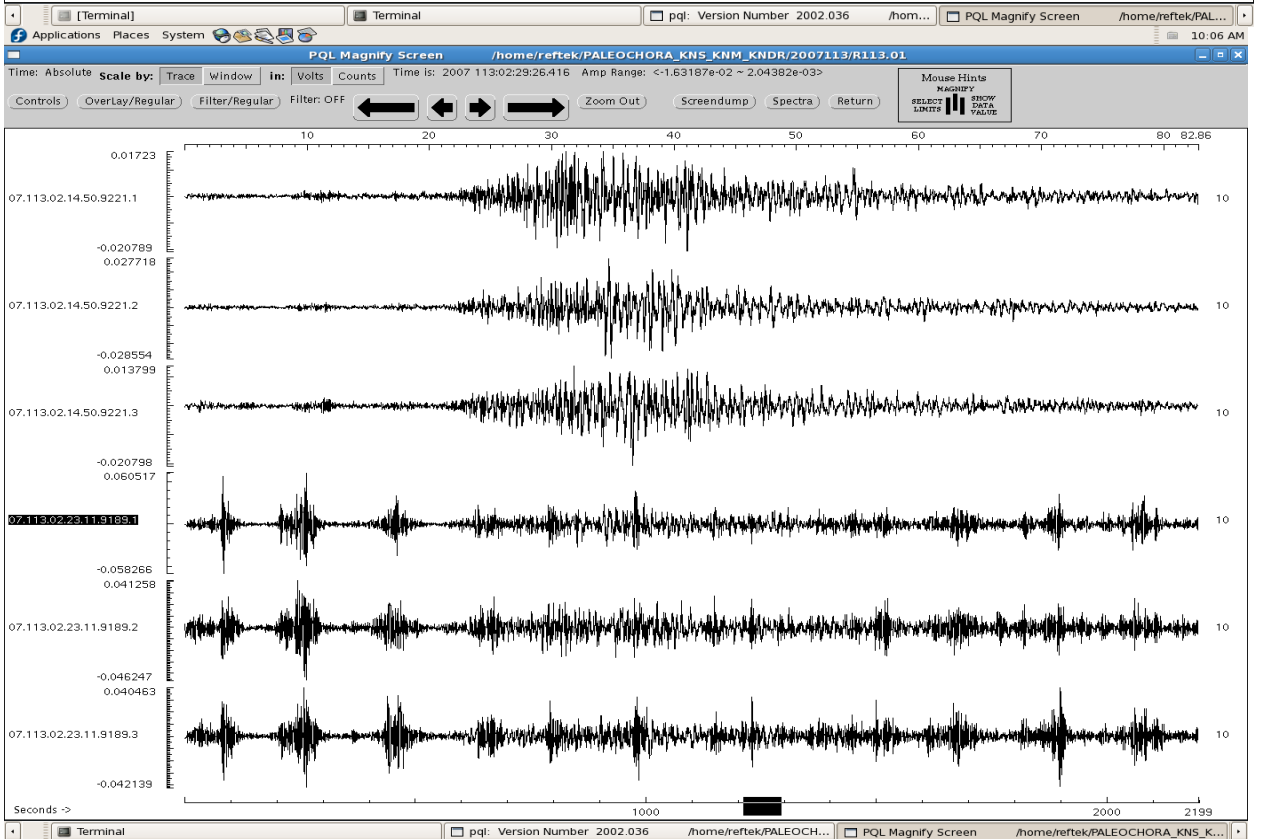 [Terminal] Terminal pql: Version Number 2002.036 /hom... PQL Magnify Screen /home/reftek/PAL...
Applications Places System 10:06 AM
PQL Magnify Screen /home/reftek/PALEOCHORA_KNS_KNM_KNDR/2007113/R113.01
Time: Absolute Scale by: Trace Window in: Volts Counts Time is: 2007 113:02:29:26.416 Amp Range: <-1.63187e-02 ~ 2.04382e-03>
Controls OverLay/Regular Filter/Regular Filter: OFF Zoom Out Screendump Spectra Return
Mouse Hints
MAGNIFY
SELECT LIMITS SHOW DATA VALUE
10 20 30 40 50 60 70 80 82.86
0.01723
07.113.02.14.50.9221.1 10
-0.020789
0.027718
07.113.02.14.50.9221.2 10
-0.028554
0.013799
07.113.02.14.50.9221.3 10
-0.020798
0.060517
07.113.02.23.11.9189.1 10
-0.058266
0.041258
07.113.02.23.11.9189.2 10
-0.046247
0.040463
07.113.02.23.11.9189.3 10
-0.042139
Seconds -> 1000 2000 2199
Terminal pql: Version Number 2002.036 /home/reftek/PALEOCH... PQL Magnify Screen /home/reftek/PALEOCHORA_KNS_K...